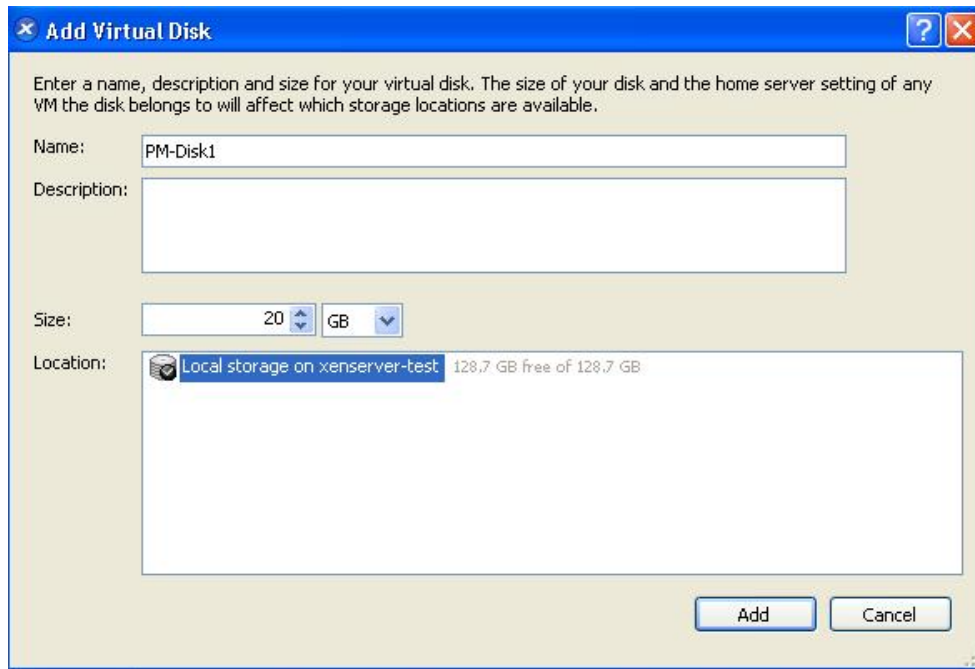 Add Virtual Disk
Enter a name, description and size for your virtual disk. The size of your disk and the home server setting of any
VM the disk belongs to will affect which storage locations are available.
Name: PM-Disk1
Description:
Size: 20 GB
Location: Local storage on xenserver-test 128.7 GB free of 128.7 GB
Add Cancel